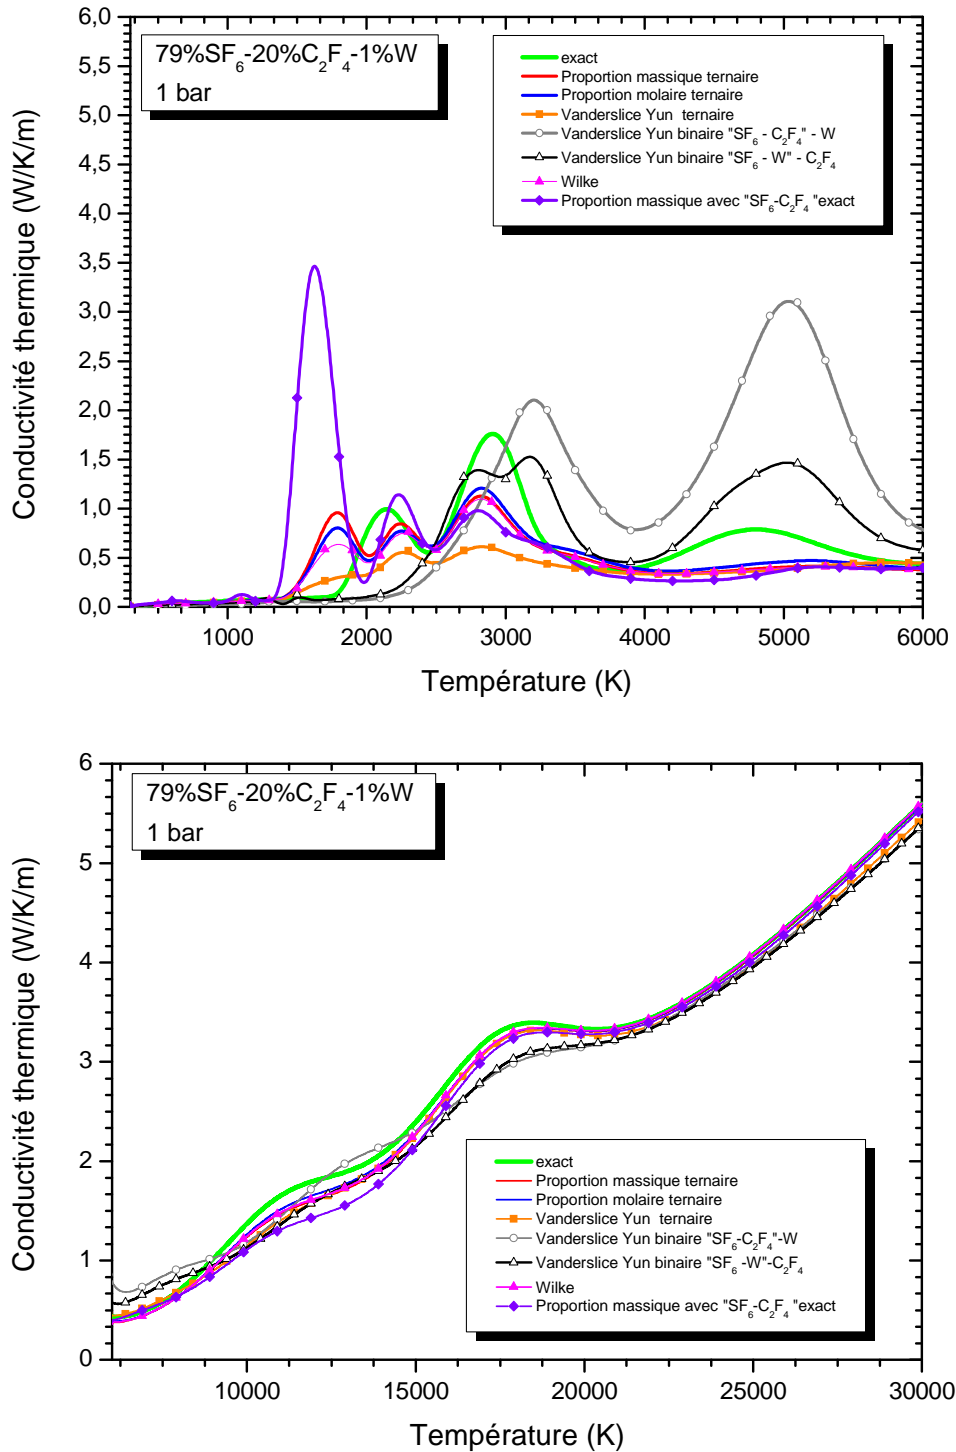 6,0
5,5
5,0
4,5
4,0
3,5
3,0
2,5
2,0
1,5
1,0
0,5
0,0
Conductivité thermique (W/K/m)
79%SF6-20%C2F4-1%W
1 bar
exact
Proportion massique ternaire
Proportion molaire ternaire
Vanderslice Yun ternaire
Vanderslice Yun binaire "SF6 - C2F4" - W
Vanderslice Yun binaire "SF6 - W" - C2F4
Wilke
Proportion massique avec "SF6-C2F4 "exact
1000 2000 3000 4000 5000 6000
Température (K)
6
5
4
3
2
1
0
Conductivité thermique (W/K/m)
79%SF6-20%C2F4-1%W
1 bar
exact
Proportion massique ternaire
Proportion molaire ternaire
Vanderslice Yun ternaire
Vanderslice Yun binaire "SF6-C2F4"-W
Vanderslice Yun binaire "SF6 -W"-C2F4
Wilke
Proportion massique avec "SF6-C2F4 "exact
10000 15000 20000 25000 30000
Température (K)